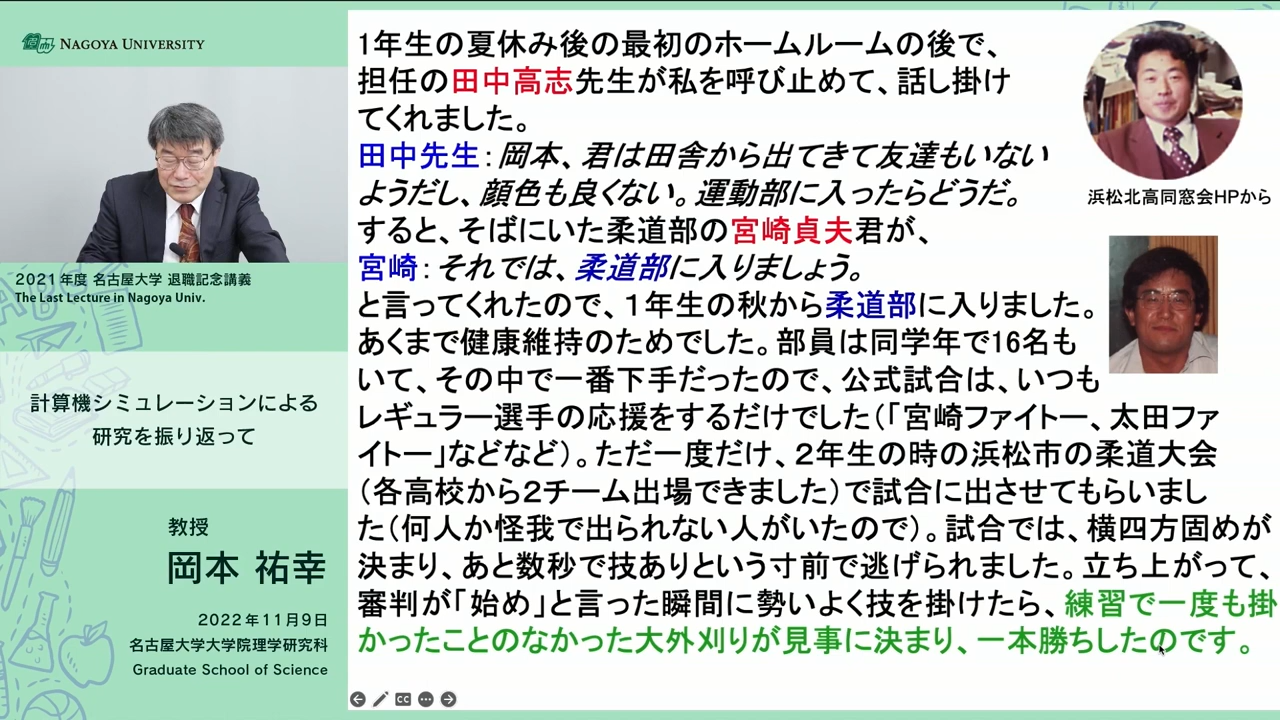 NAGOYA UNIVERSITY
2021年度 名古屋大学 退職記念講義
The Last Lecture in Nagoya Univ.
計算機シミュレーションによる
研究を振り返って
教授
岡本 祐幸
2022年11月9日
名古屋大学大学院理学研究科
Graduate School of Science
1年生の夏休み後の最初のホームルームの後で、
担任の田中高志先生が私を呼び止めて、話し掛け
てくれました。
田中先生：岡本、君は田舎から出てきて友達もいない
ようだし、顔色も良くない。運動部に入ったらどうだ。
すると、そばにいた柔道部の宮崎貞夫君が、
宮崎：それでは、柔道部に入りましょう。
と言ってくれたので、１年生の秋から柔道部に入りました。
あくまで健康維持のためでした。部員は同学年で16名も
いて、その中で一番下手だったので、公式試合は、いつも
レギュラー選手の応援をするだけでした（「宮崎ファイトー、太田ファ
イトー」などなど）。ただ一度だけ、２年生の時の浜松市の柔道大会
（各高校から２チーム出場できました）で試合に出させてもらいまし
た（何人か怪我で出られない人がいたので）。試合では、横四方固めが
決まり、あと数秒で技ありという寸前で逃げられました。立ち上がって、
審判が「始め」と言った瞬間に勢いよく技を掛けたら、練習で一度も掛
かったことのなかった大外刈りが見事に決まり、一本勝ちしたのです。
浜松北高同窓会HPから
CC